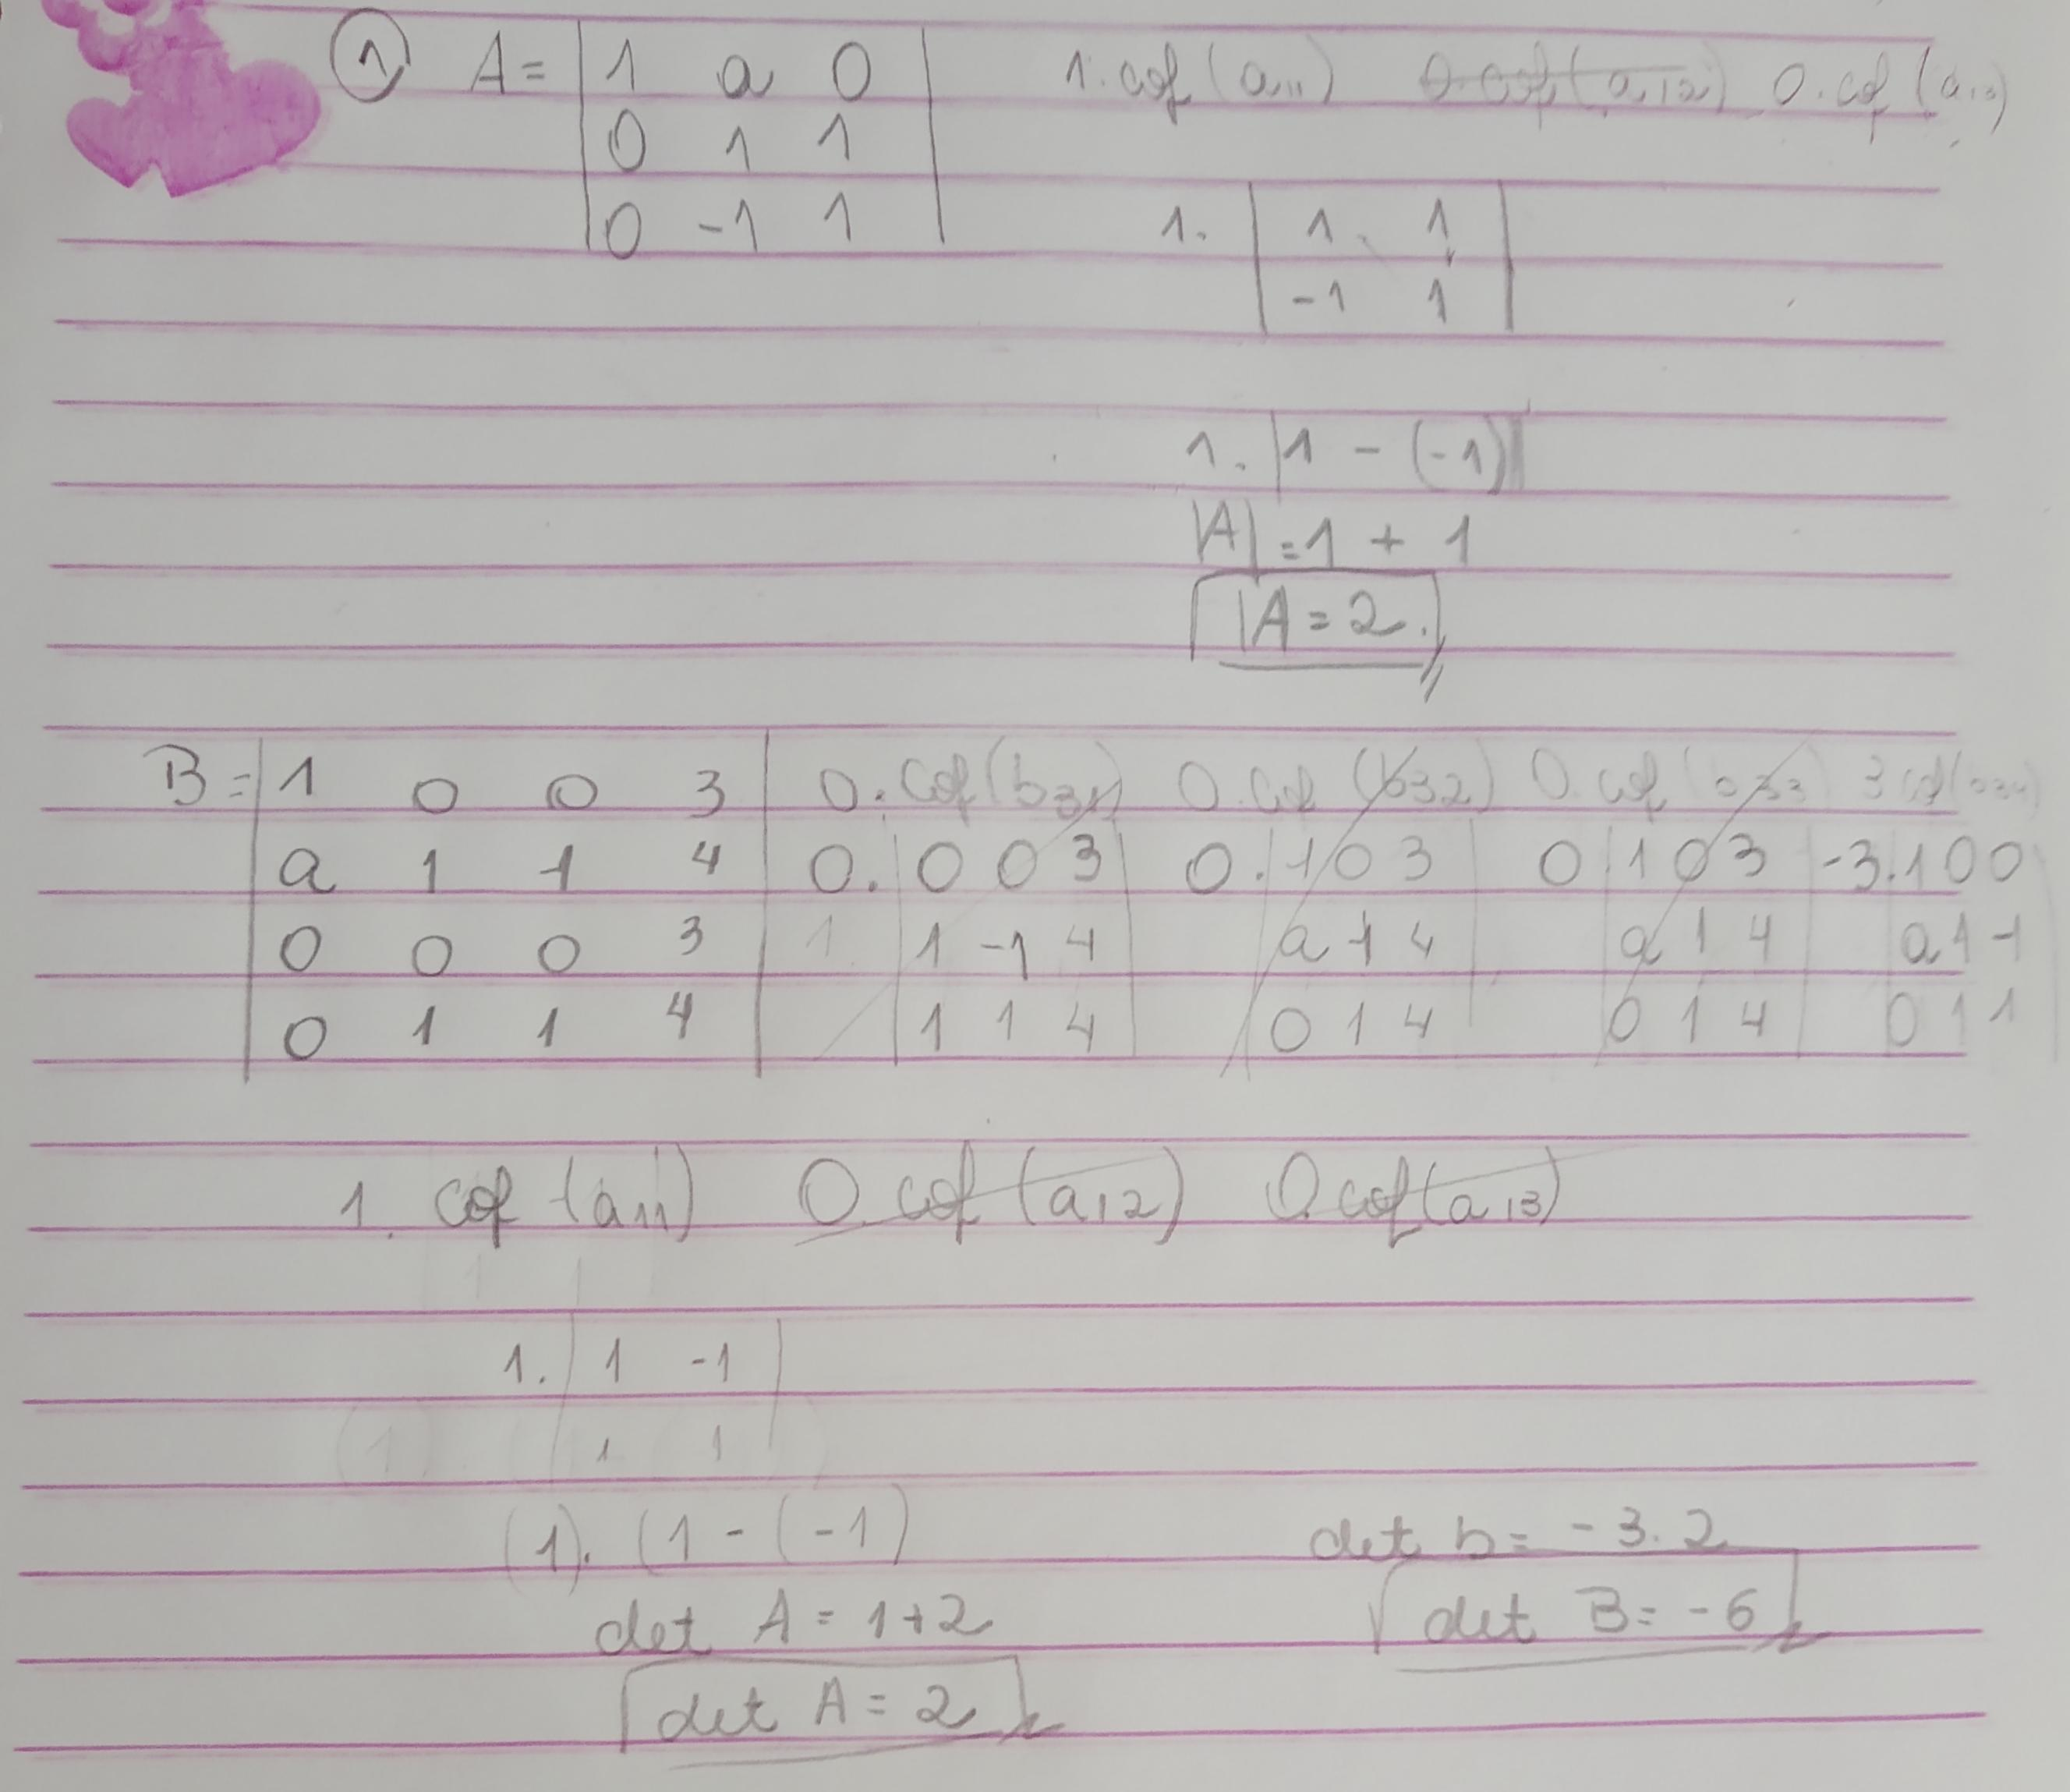 ① A = | 1 a 0 | 1. cof (a₁₁) 0. cof (a₁₂) 0. cof
| 0 1 1 |
| 0 -1 1 | 1. | 1 1 |
| -1 1 |
1. |1 - (-1)|
|A| = 1 + 1
|A = 2.
B = | 1 0 0 3 | 0. cof (b31) 0. cof (b32) 0. cof 3 cof
| a 1 -1 4 | 0. | 0 0 3 | 0. | 1 0 3 | 0 | 1 0 3 | -3. | 1 0 0 |
| 0 0 0 3 | 1 | 1 -1 4 | | a -1 4 | | a 1 4 | | a 1 -1 |
| 0 1 1 4 | | 1 1 4 | | 0 1 4 | | 0 1 4 | | 0 1 1 |
1. cof (a₁₁) 0. cof (a₁₂) 0. cof (a₁₃)
1. | 1 -1 |
(1) | 1 1 |
(1). (1 - (-1) det b = -3. 2
det A = 1+2 det B = -6
det A = 2